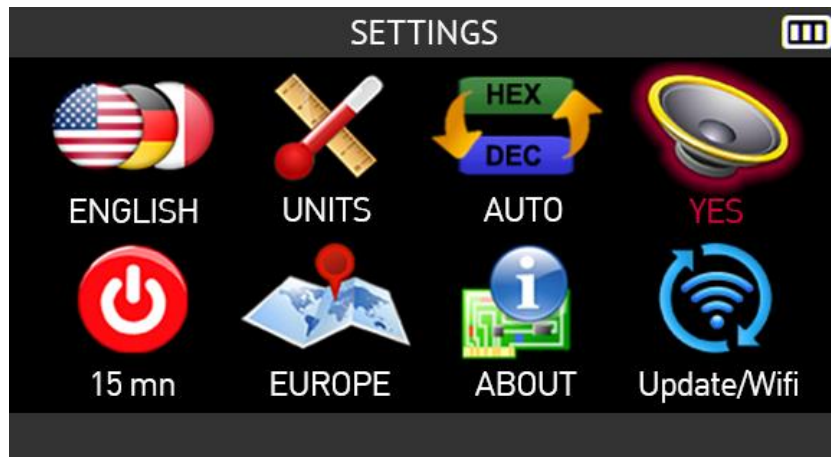 SETTINGS
HEX
DEC
ENGLISH UNITS AUTO YES
15 mn EUROPE ABOUT Update/Wifi